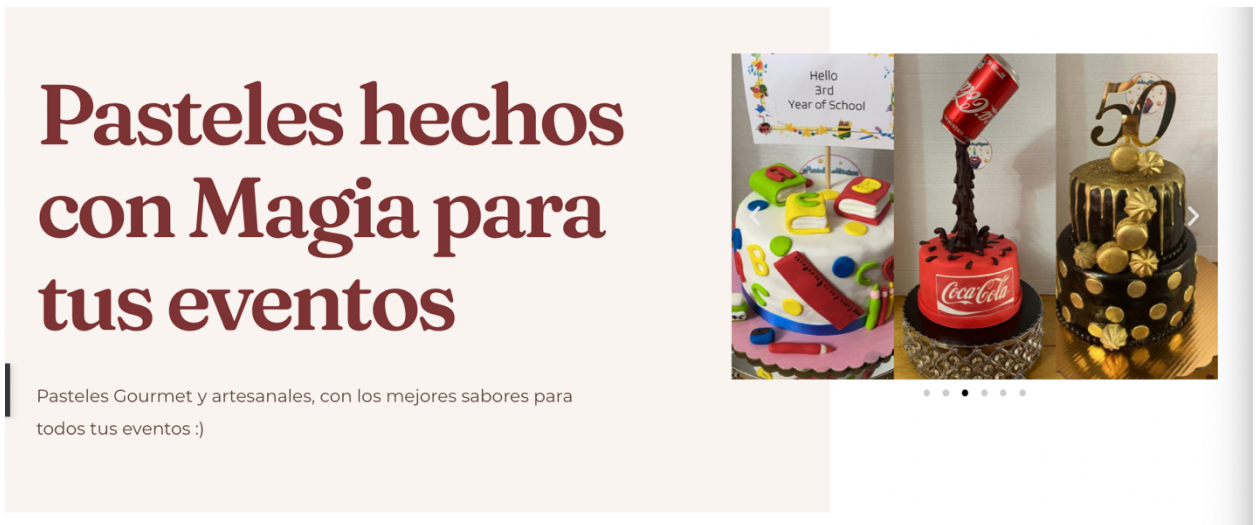 Pasteles hechos
con Magia para
tus eventos
Pasteles Gourmet y artesanales, con los mejores sabores para
todos tus eventos :)
Hello
3rd
Year of School
Coca-Cola
50